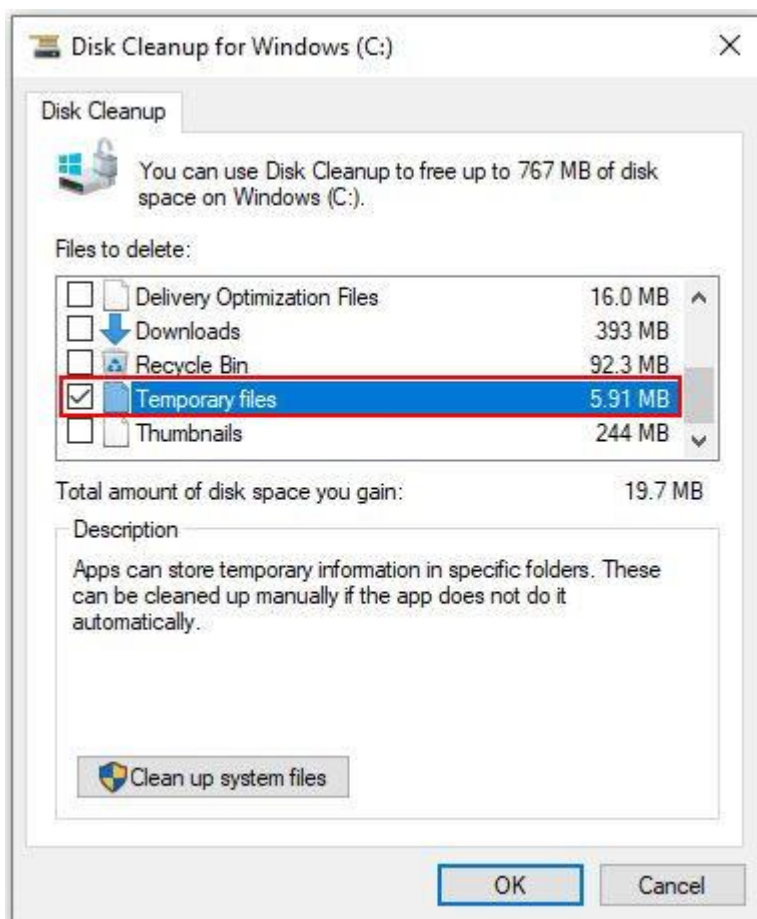 Disk Cleanup for Windows (C:)
Disk Cleanup
You can use Disk Cleanup to free up to 767 MB of disk
space on Windows (C:).
Files to delete:
Delivery Optimization Files 16.0 MB
Downloads 393 MB
Recycle Bin 92.3 MB
Temporary files 5.91 MB
Thumbnails 244 MB
Total amount of disk space you gain: 19.7 MB
Description
Apps can store temporary information in specific folders. These
can be cleaned up manually if the app does not do it
automatically.
Clean up system files
OK Cancel